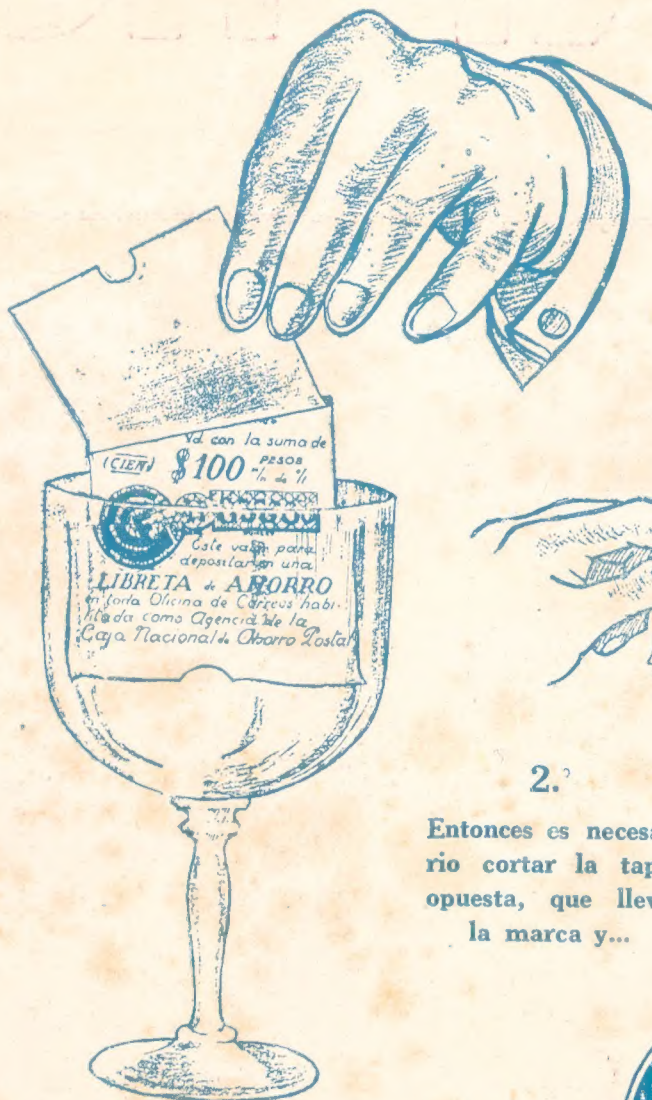 Vd. con la suma de
(CIEN) $100 PESOS m/n de c/l
Este vale para
depositar en una
LIBRETA de AHORRO
en toda Oficina de Correos habi-
litada como Agencia de la
Caja Nacional de Ahorro Postal
2.°
Entonces es necesa
rio cortar la tap
opuesta, que llev
la marca y...